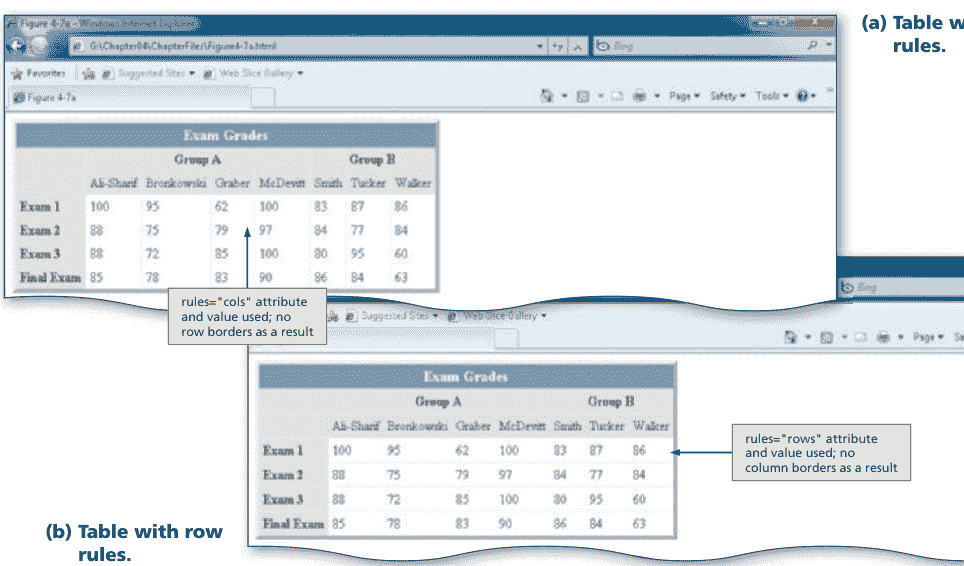 Figure 4-7a - Windows Internet Explorer
(a) Table w
rules.
G:\Chapter04\ChapterFiles\Figure4-7a.html
Bing
Favorites Suggested Sites Web Slice Gallery
Figure 4-7a
Page Safety Tools
Exam Grades
Group A Group B
Ali-Sharif Bronkowski Graber McDevitt Smith Tucker Walker
Exam 1 100 95 62 100 83 87 86
Exam 2 88 75 79 97 84 77 84
Exam 3 88 72 85 100 80 95 60
Final Exam 85 78 83 90 86 84 63
rules="cols" attribute
and value used; no
row borders as a result
Bing
Suggested Sites Web Slice Gallery
Page Sa
Exam Grades
Group A Group B
Ali-Sharif Bronkowski Graber McDevitt Smith Tucker Walker
Exam 1 100 95 62 100 83 87 86
Exam 2 88 75 79 97 84 77 84
Exam 3 88 72 85 100 80 95 60
Final Exam 85 78 83 90 86 84 63
rules="rows" attribute
and value used; no
column borders as a result
(b) Table with row
rules.